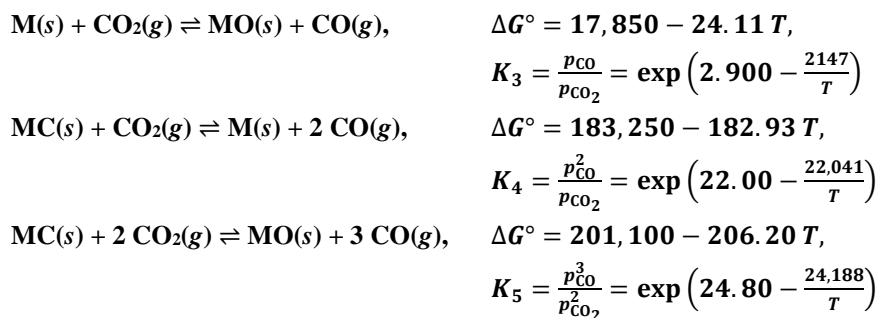 M(s) + CO₂(g) ⇌ MO(s) + CO(g), ΔG° = 17,850 − 24.11 T,
K₃ = p_CO / p_CO₂ = exp(2.900 − 2147/T)
MC(s) + CO₂(g) ⇌ M(s) + 2 CO(g), ΔG° = 183,250 − 182.93 T,
K₄ = p²_CO / p_CO₂ = exp(22.00 − 22,041/T)
MC(s) + 2 CO₂(g) ⇌ MO(s) + 3 CO(g), ΔG° = 201,100 − 206.20 T,
K₅ = p³_CO / p²_CO₂ = exp(24.80 − 24,188/T)